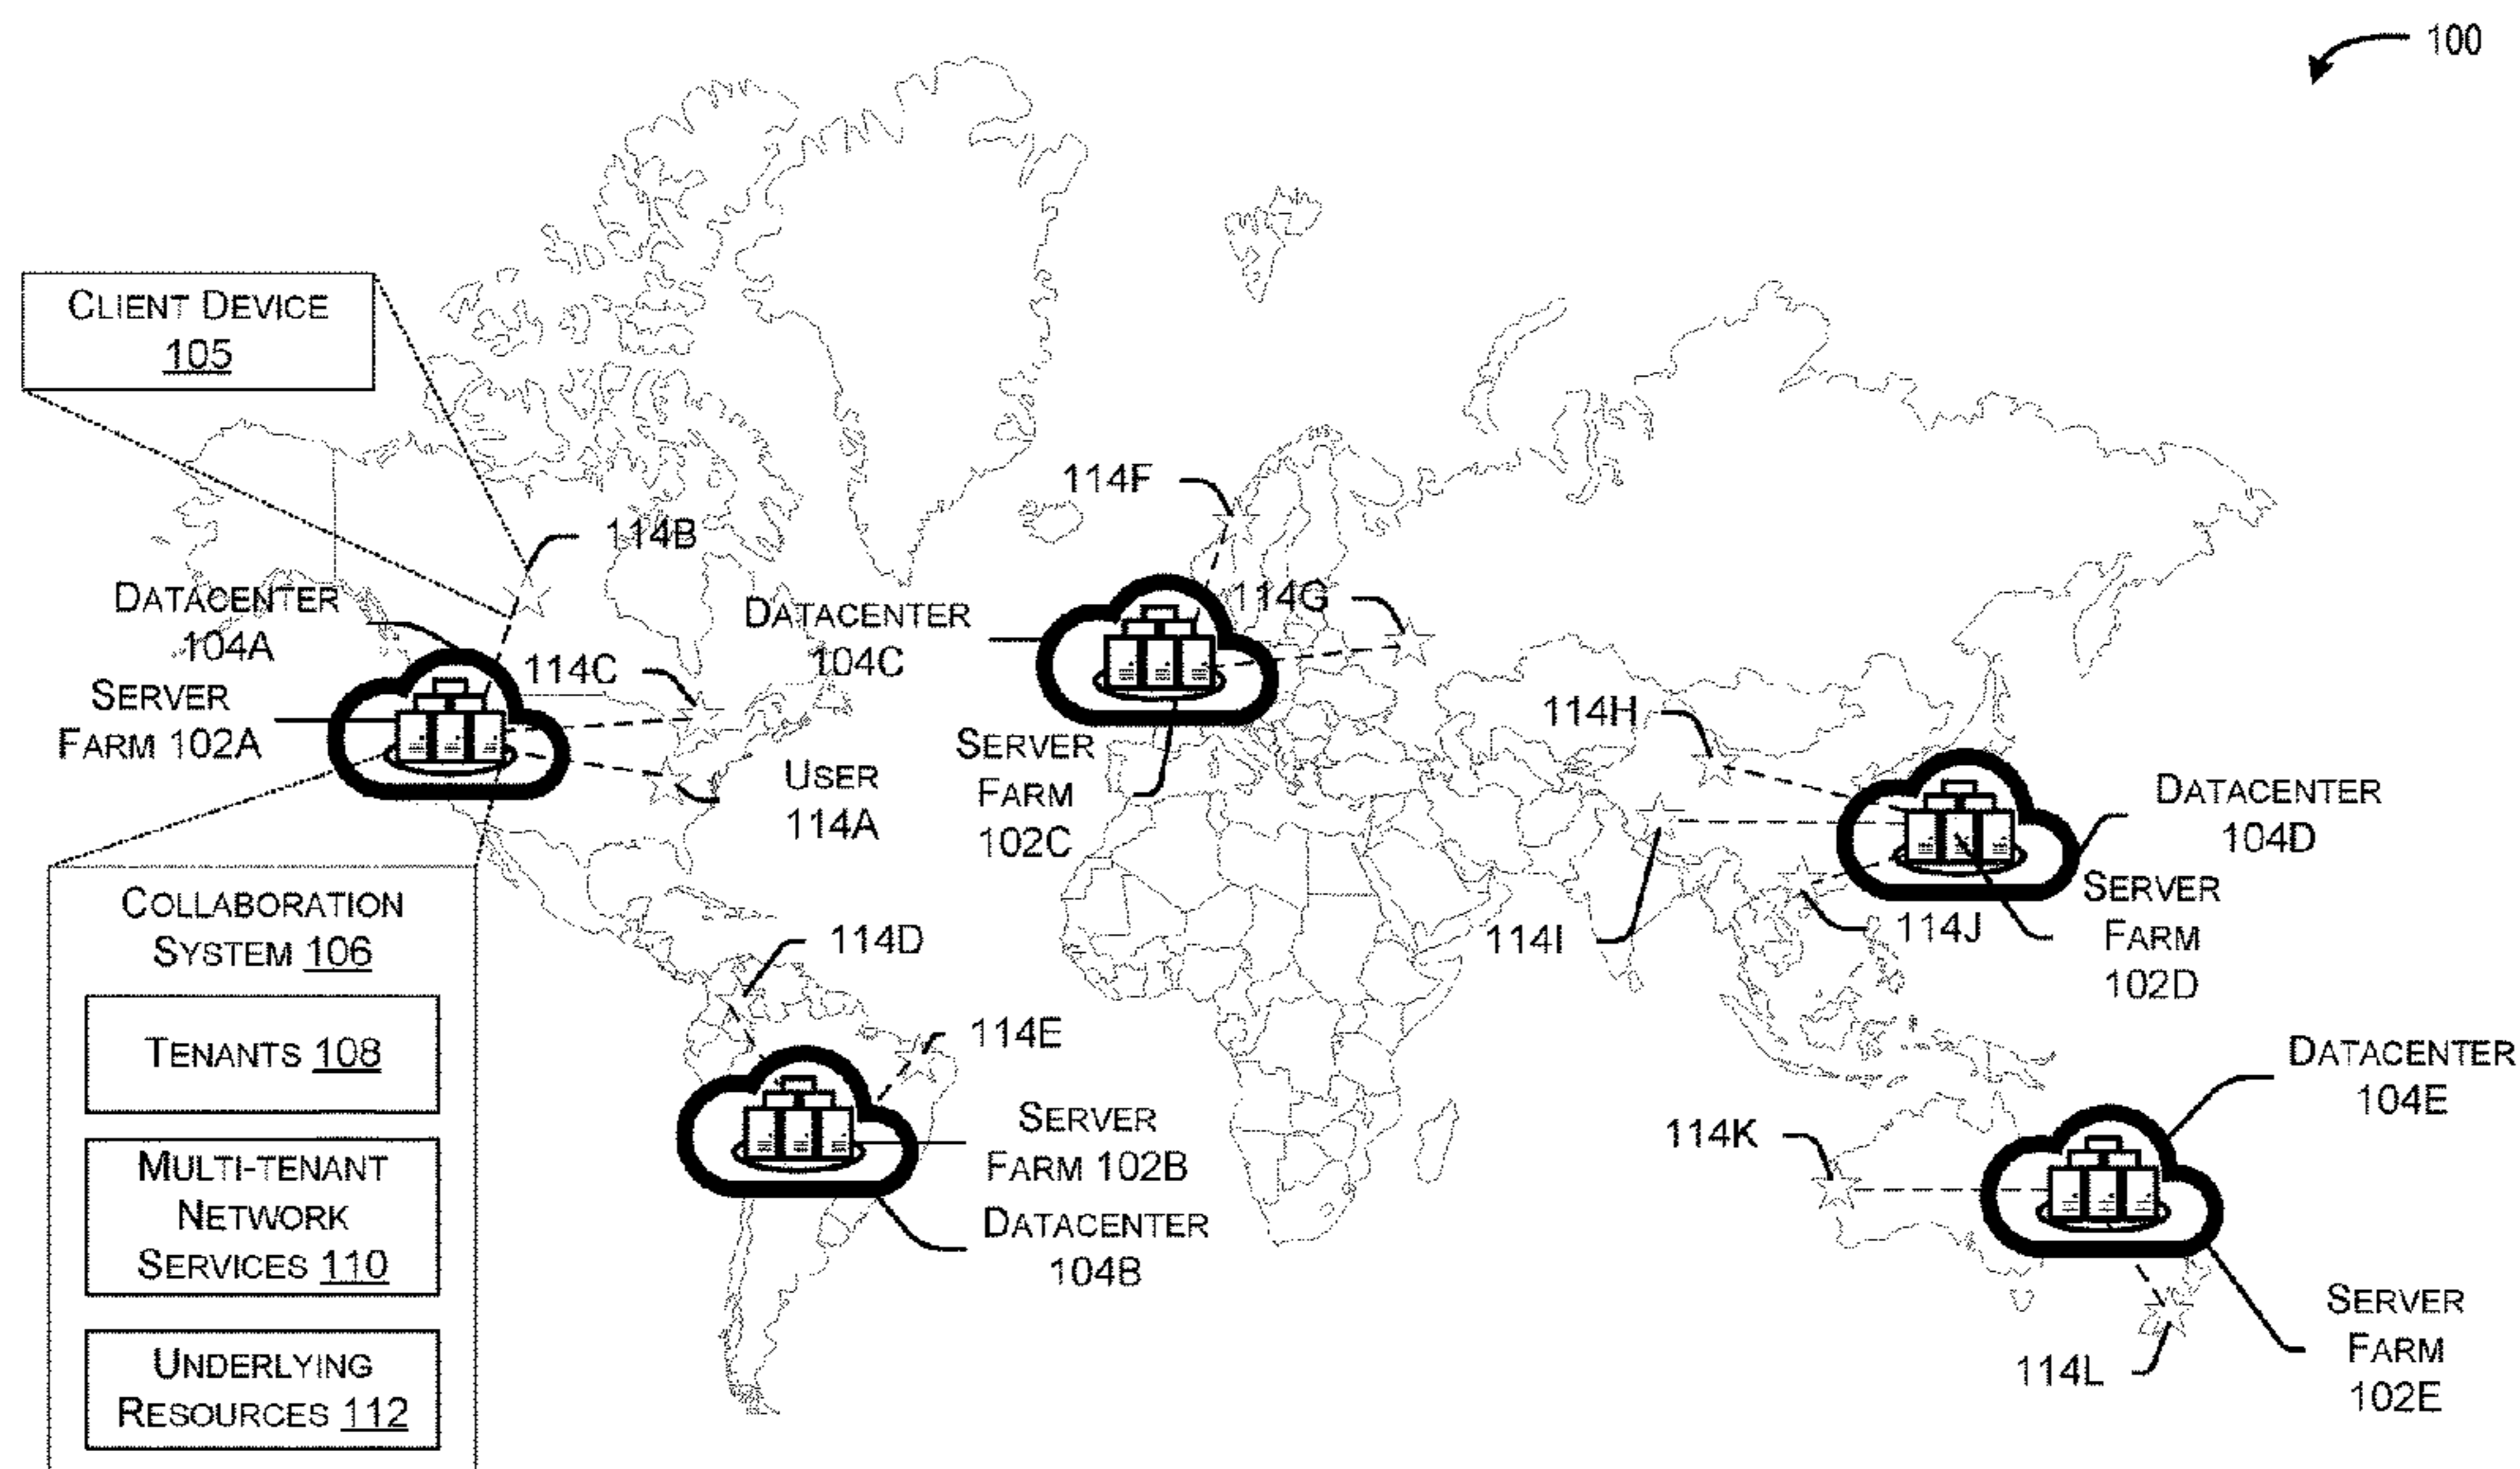 100
CLIENT DEVICE
105
114F
114B
DATACENTER
104A
114G
DATACENTER
104C
114C
SERVER
FARM 102A
114H
SERVER
FARM
102C
USER
114A
DATACENTER
104D
COLLABORATION
SYSTEM 106
SERVER
FARM
102D
114D
114I
114J
TENANTS 108
114E
DATACENTER
104E
SERVER
FARM 102B
114K
MULTI-TENANT
NETWORK
SERVICES 110
DATACENTER
104B
SERVER
FARM
102E
UNDERLYING
RESOURCES 112
114L